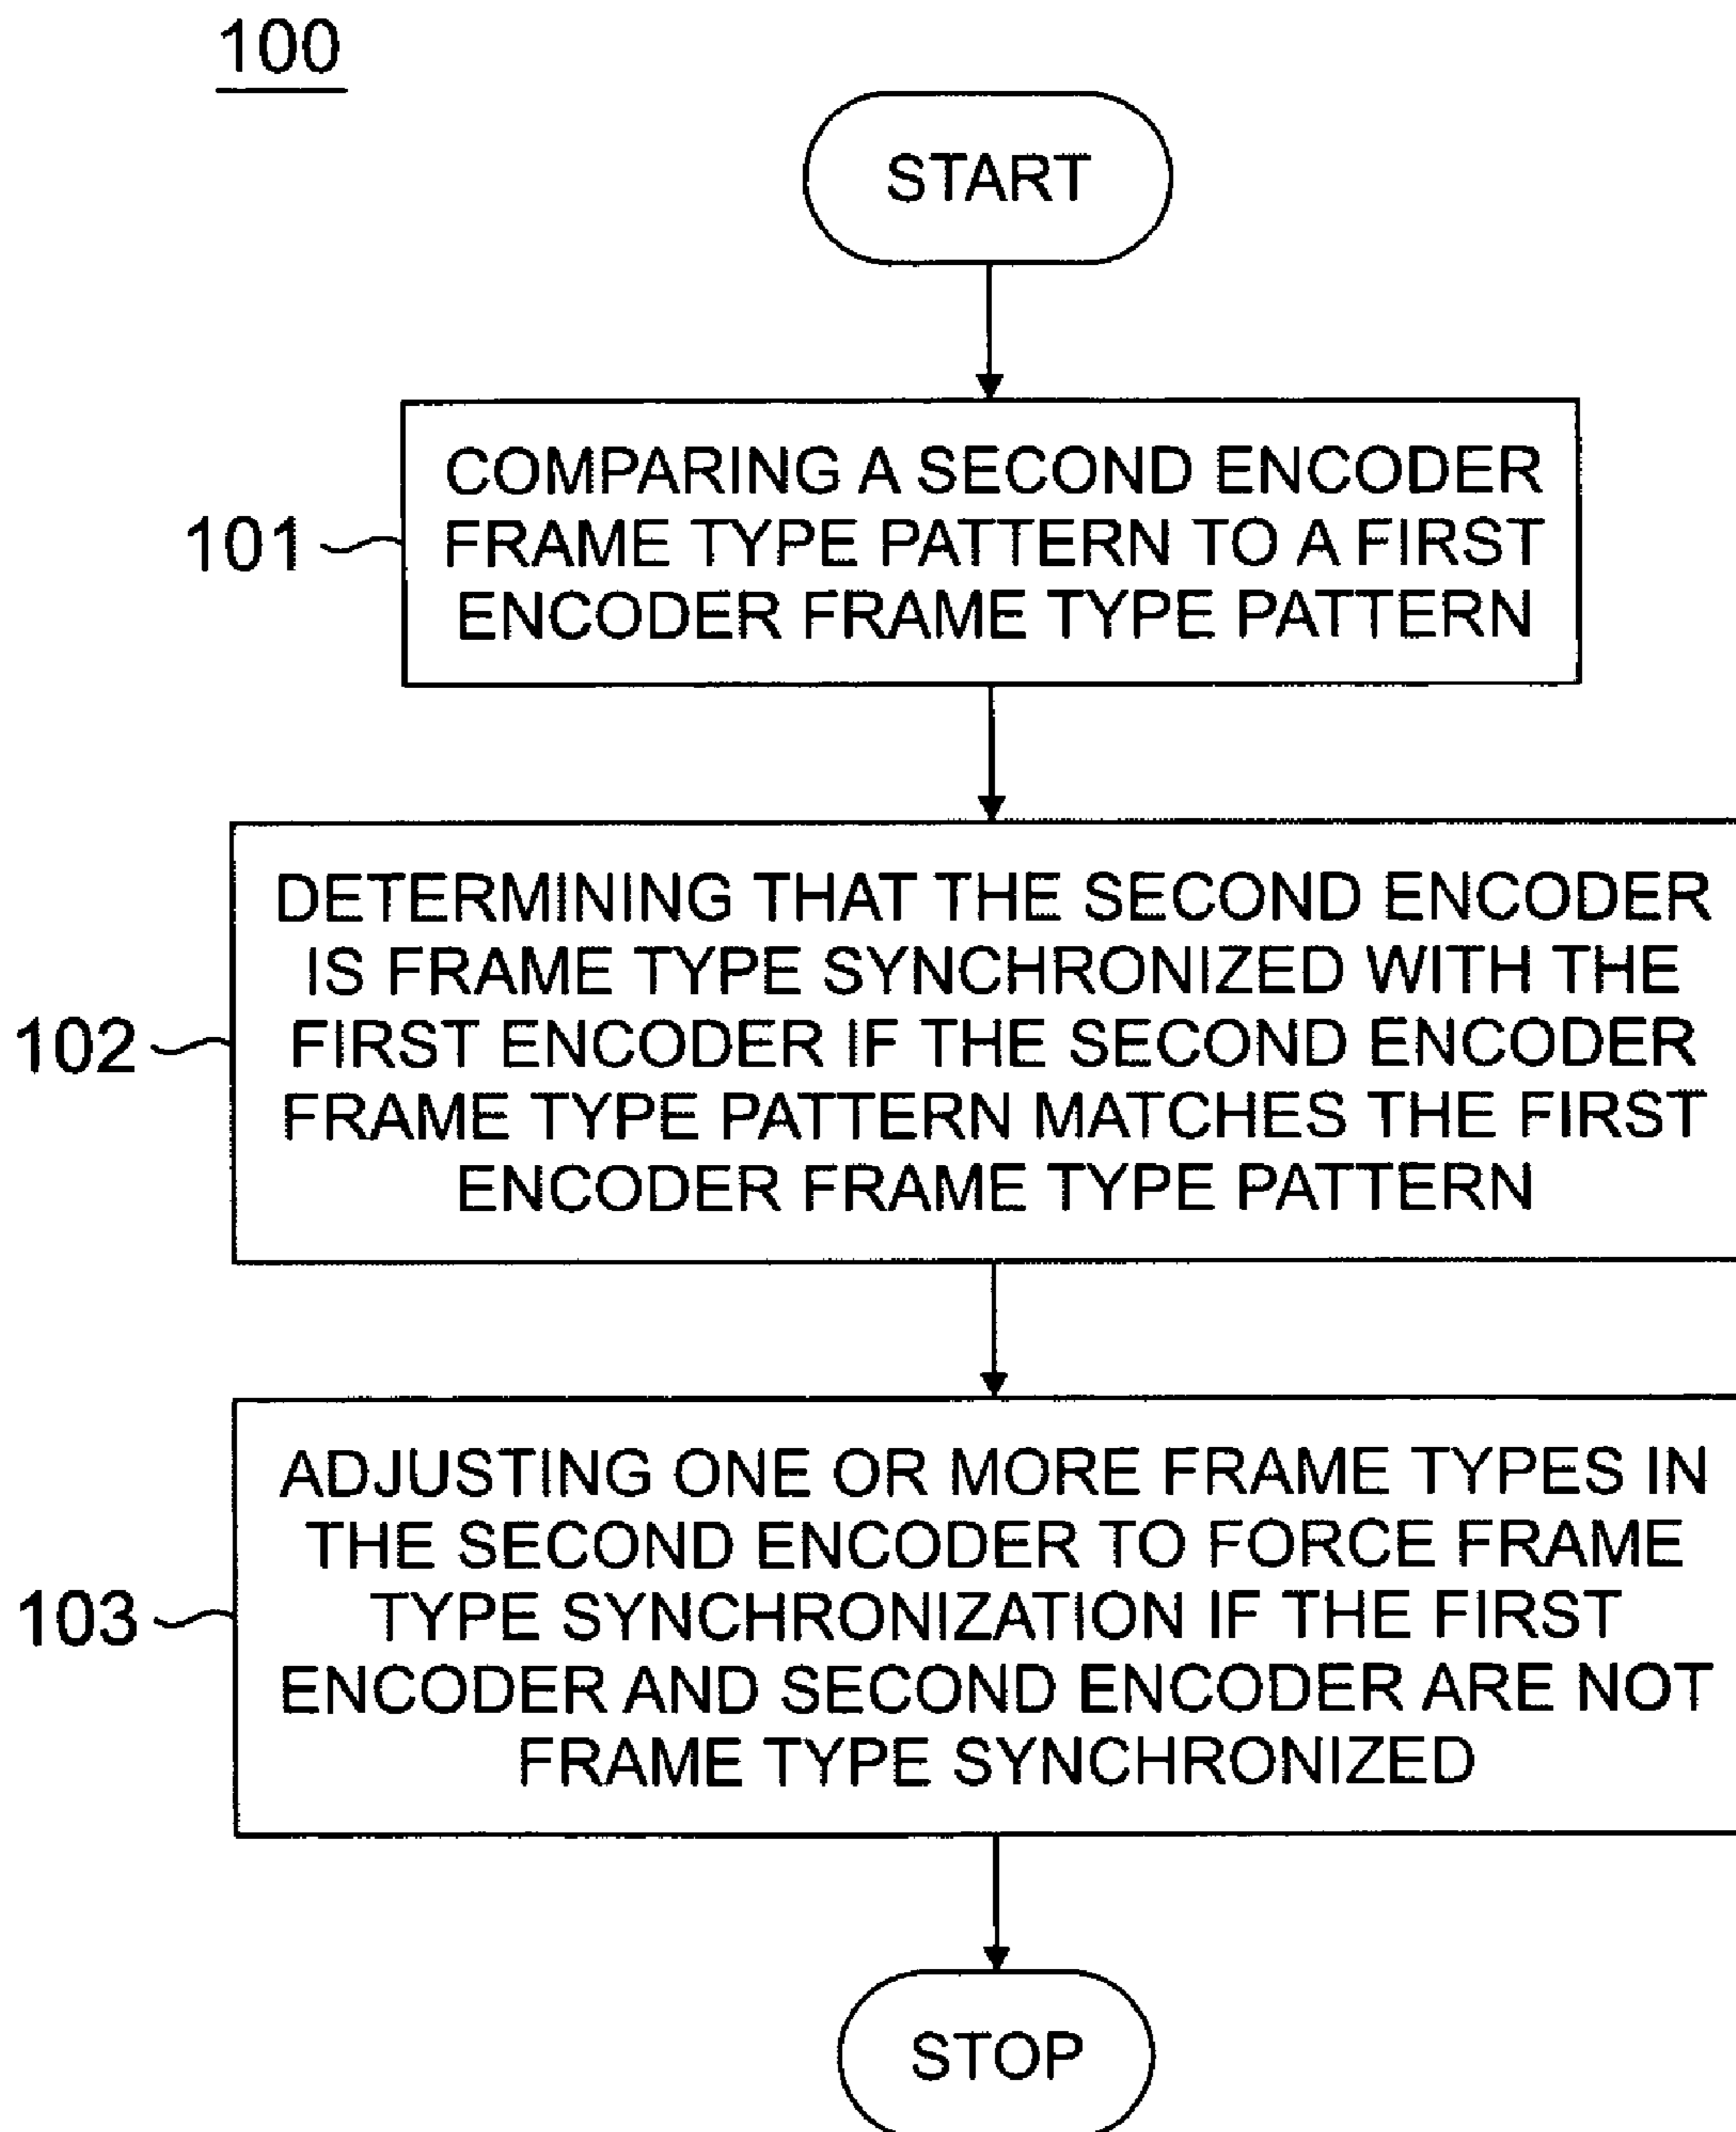 100
START
101
COMPARING A SECOND ENCODER
FRAME TYPE PATTERN TO A FIRST
ENCODER FRAME TYPE PATTERN
102
DETERMINING THAT THE SECOND ENCODER
IS FRAME TYPE SYNCHRONIZED WITH THE
FIRST ENCODER IF THE SECOND ENCODER
FRAME TYPE PATTERN MATCHES THE FIRST
ENCODER FRAME TYPE PATTERN
103
ADJUSTING ONE OR MORE FRAME TYPES IN
THE SECOND ENCODER TO FORCE FRAME
TYPE SYNCHRONIZATION IF THE FIRST
ENCODER AND SECOND ENCODER ARE NOT
FRAME TYPE SYNCHRONIZED
STOP